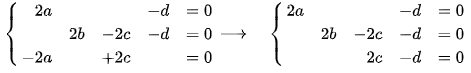 2a -d = 0 ⟶ 2a -d = 0
2b -2c -d = 0 2b -2c -d = 0
-2a +2c = 0 2c -d = 0